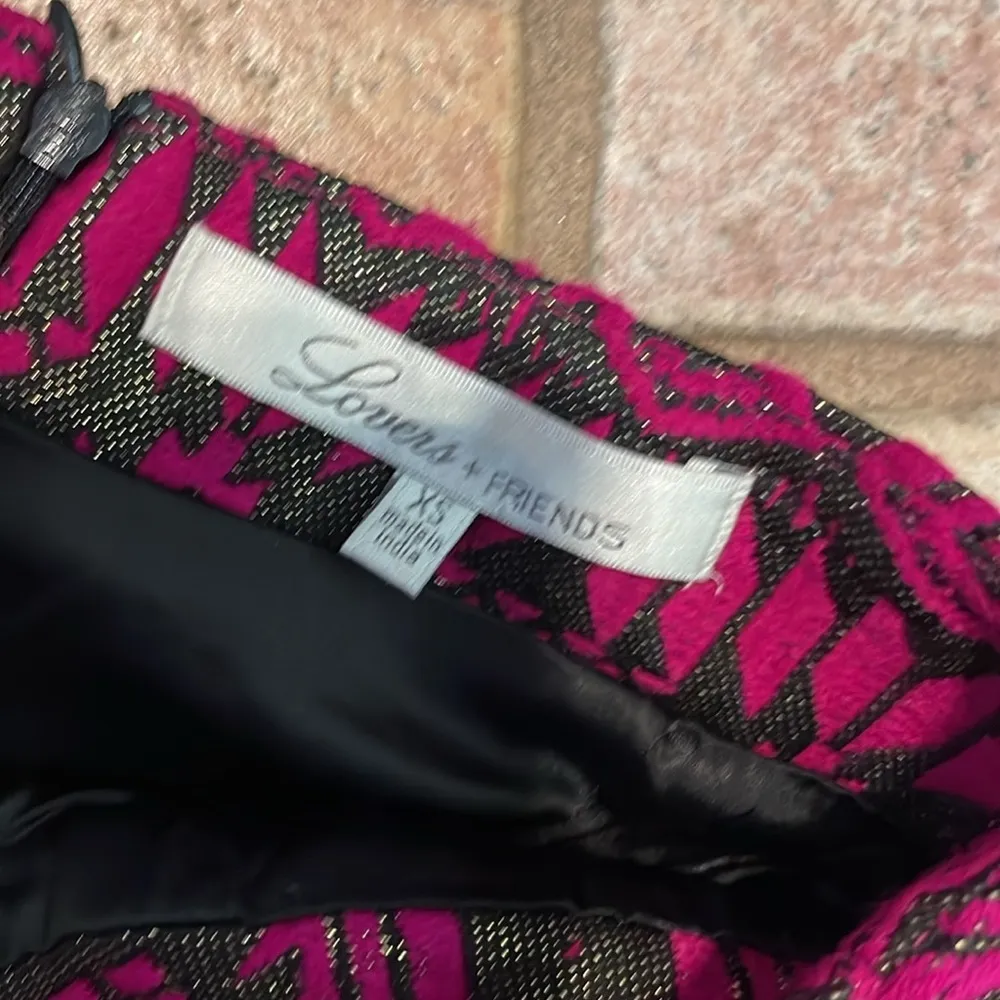 Lovers + FRIENDS
XS
made in
India